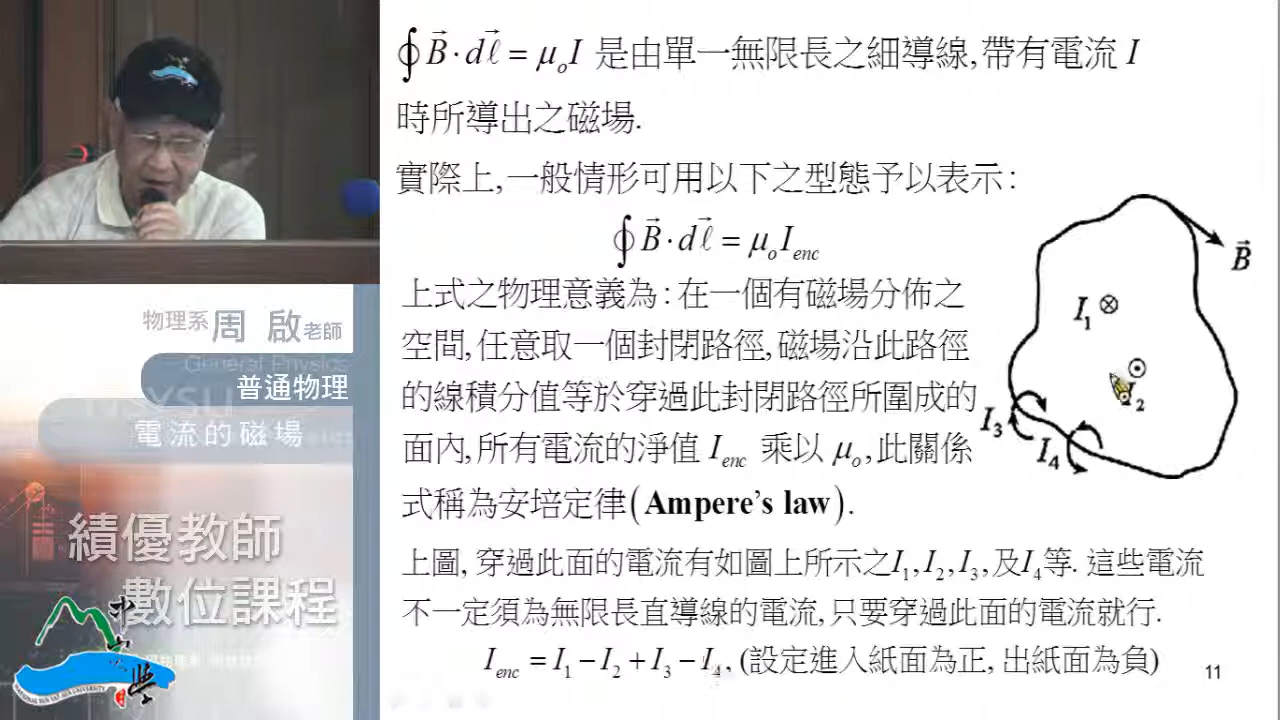 ∮B⃗·dℓ⃗ = μₒI 是由單一無限長之細導線,帶有電流 I
時所導出之磁場.
實際上,一般情形可用以下之型態予以表示:
∮B⃗·dℓ⃗ = μₒI_enc
上式之物理意義為:在一個有磁場分佈之
空間,任意取一個封閉路徑,磁場沿此路徑
的線積分值等於穿過此封閉路徑所圍成的
面內,所有電流的淨值 I_enc 乘以 μₒ,此關係
式稱為安培定律(Ampere's law).
B⃗
I₁
I₃
I₄
上圖, 穿過此面的電流有如圖上所示之I₁,I₂,I₃,及I₄等. 這些電流
不一定須為無限長直導線的電流,只要穿過此面的電流就行.
I_enc = I₁ − I₂ + I₃ − I₄, (設定進入紙面為正, 出紙面為負)
11
物理系 周 啟 老師
General Physics
普通物理
電流的磁場
績優教師
數位課程